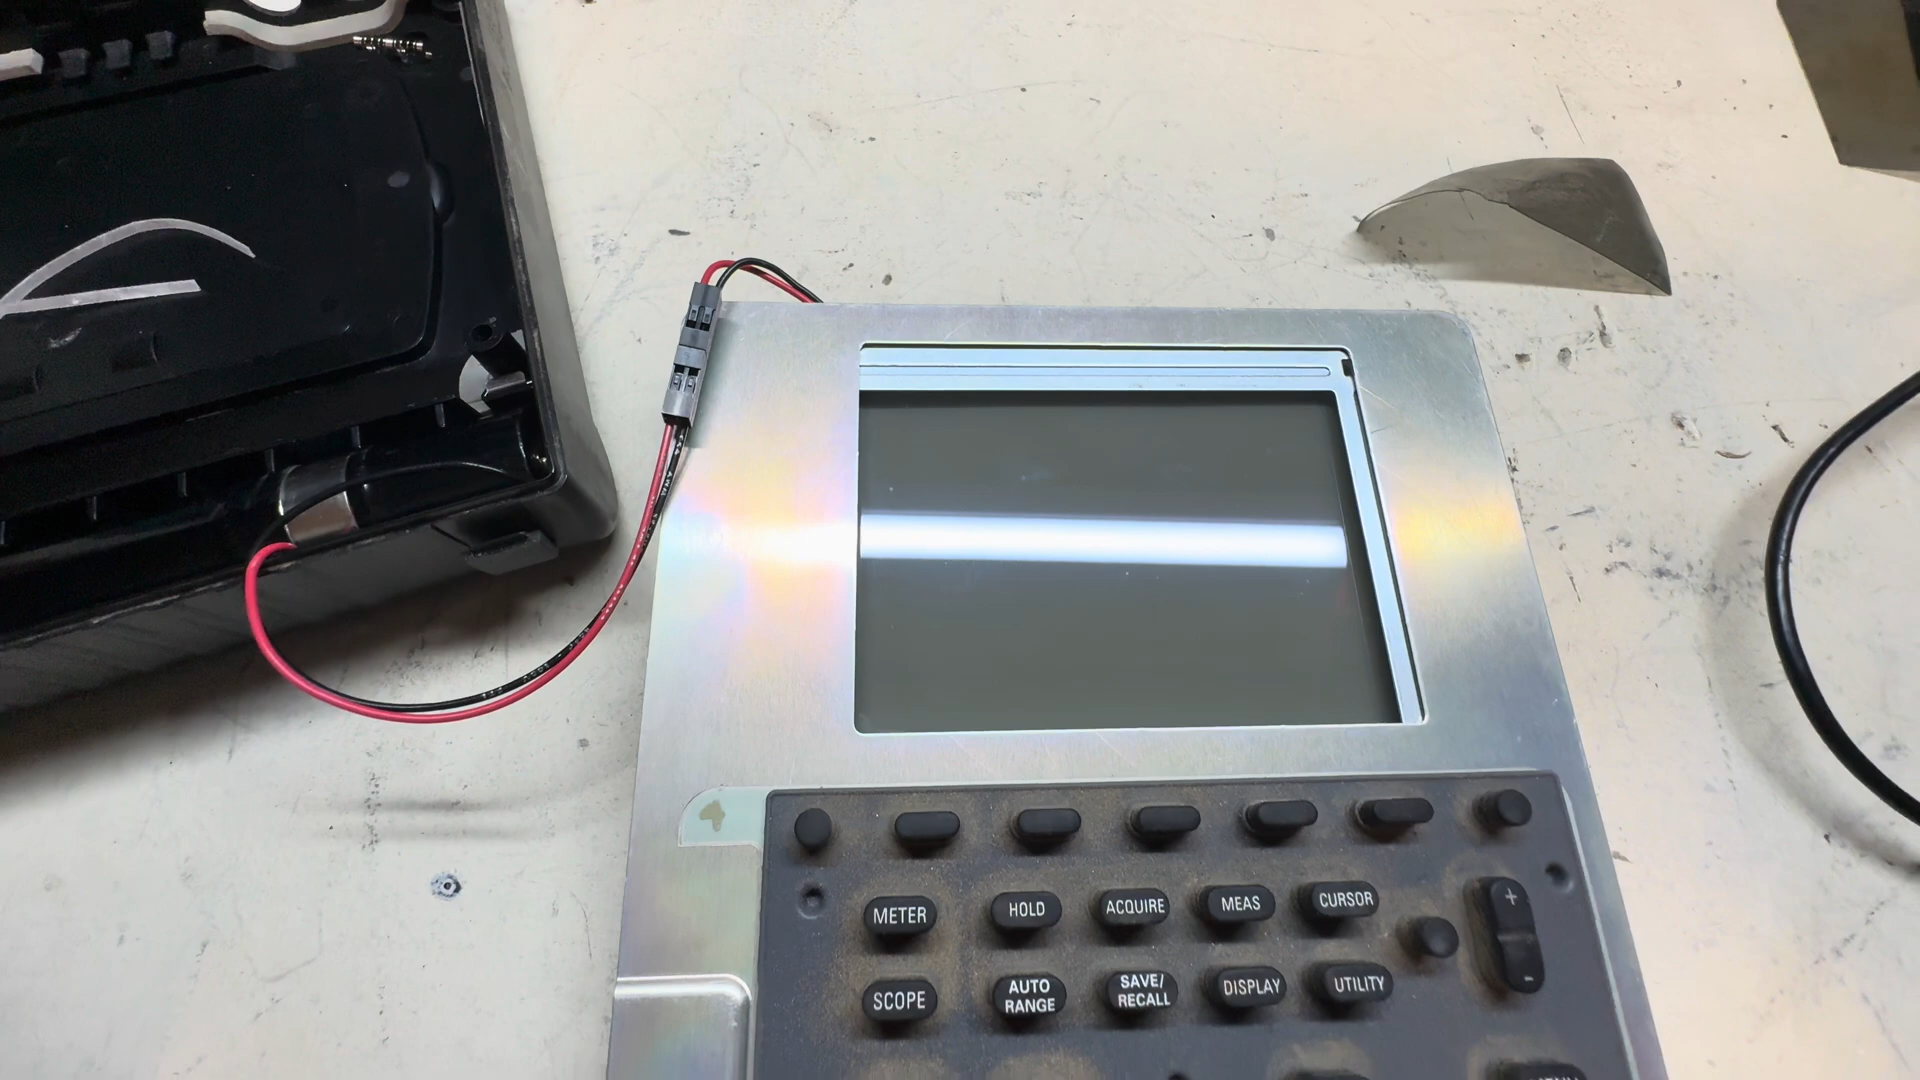 METER
HOLD
ACQUIRE
MEAS
CURSOR
+
SCOPE
AUTO
RANGE
SAVE/
RECALL
DISPLAY
UTILITY
-